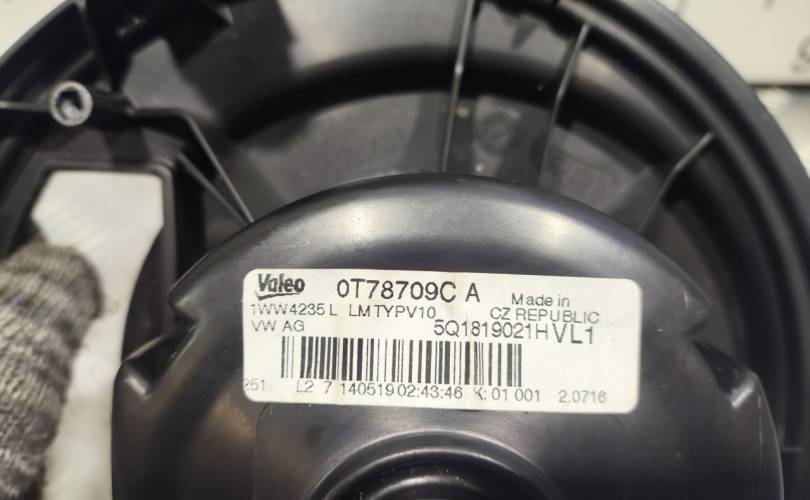 Valeo 0T78709C A Made in
1WW4235 L LM TYPV10 CZ REPUBLIC
VW AG 5Q1819021H VL1
251 L2 7 140519 02:43:46 K: 01 001 2.0716